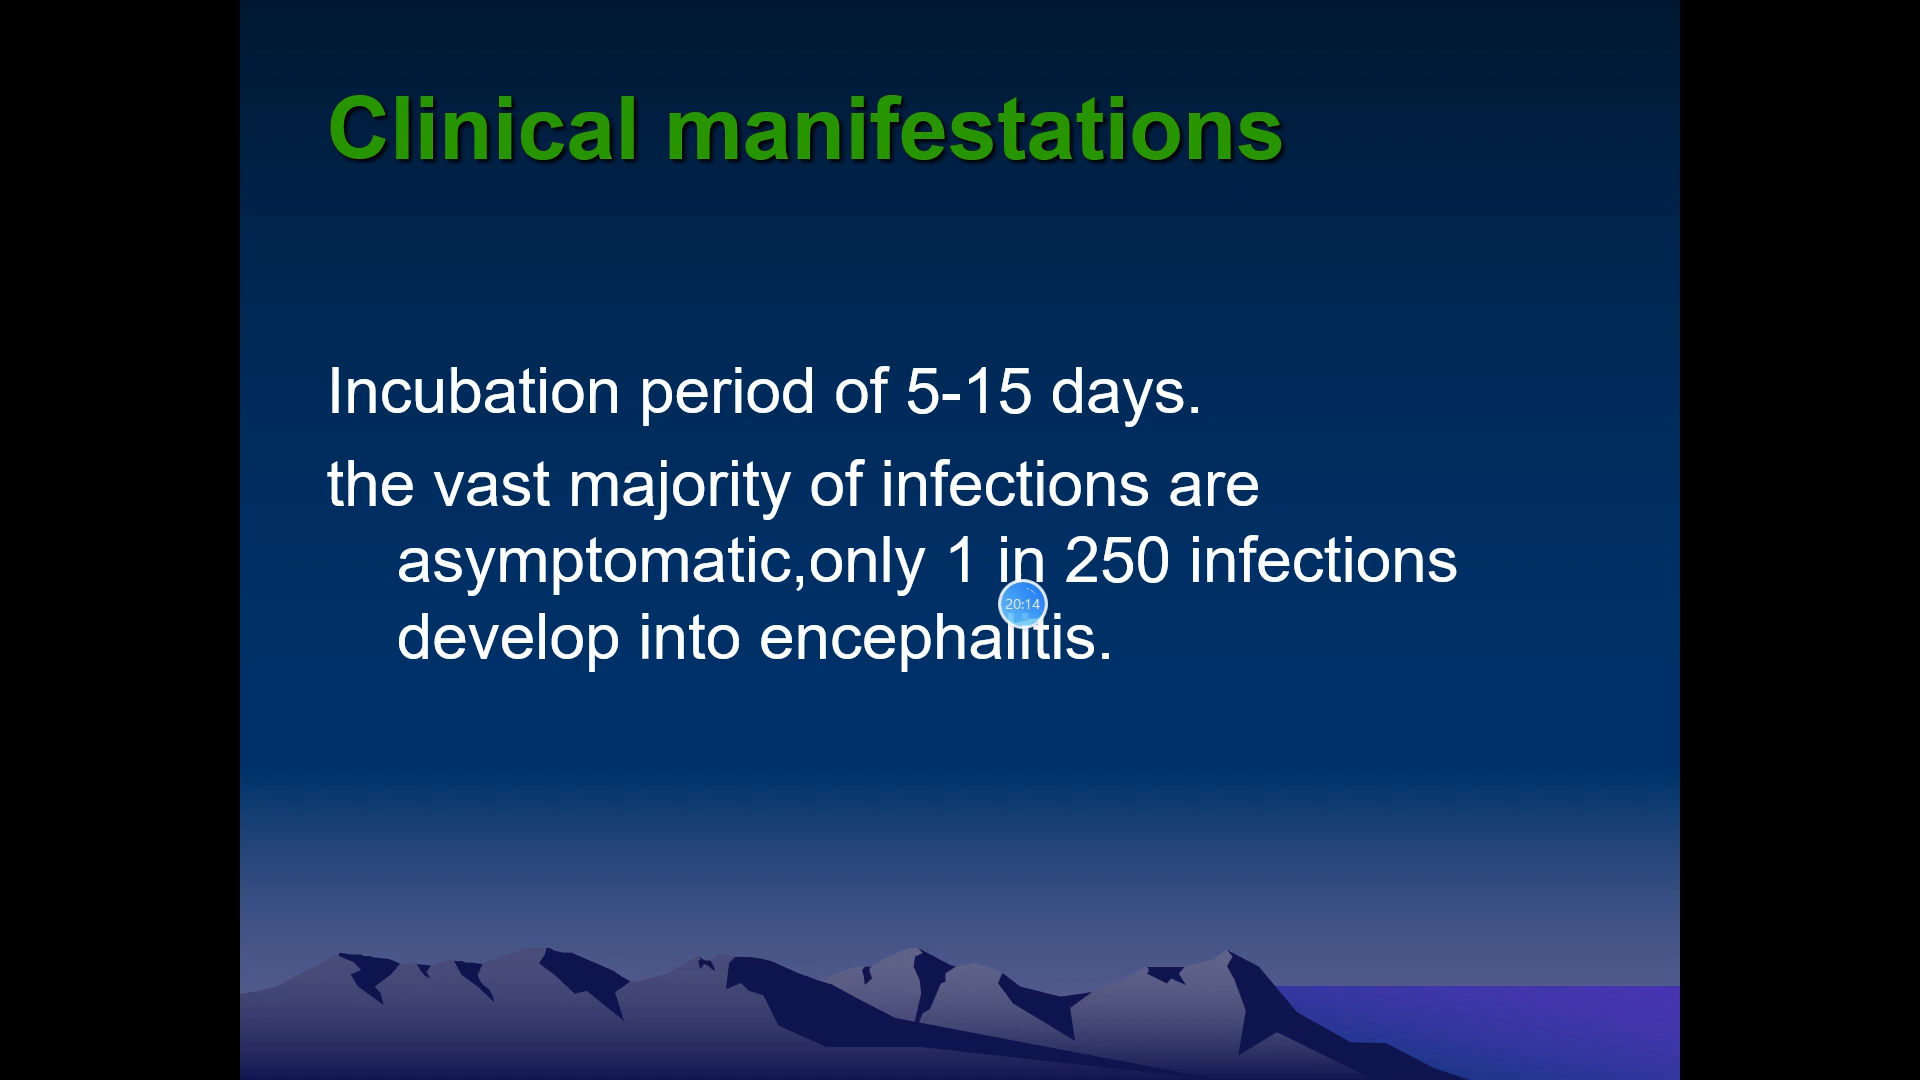 Clinical manifestations
Incubation period of 5-15 days.
the vast majority of infections are
asymptomatic,only 1 in 250 infections
develop into encephalitis.
20:14